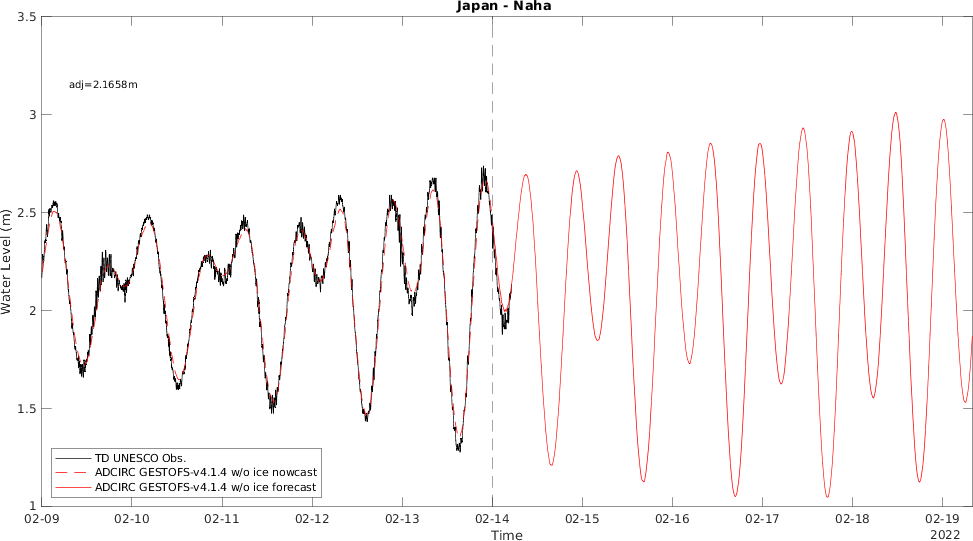 Japan - Naha
3.5
3
2.5
2
1.5
1
Water Level (m)
adj=2.1658m
TD UNESCO Obs.
ADCIRC GESTOFS-v4.1.4 w/o ice nowcast
ADCIRC GESTOFS-v4.1.4 w/o ice forecast
02-09 02-10 02-11 02-12 02-13 02-14 02-15 02-16 02-17 02-18 02-19
Time
2022